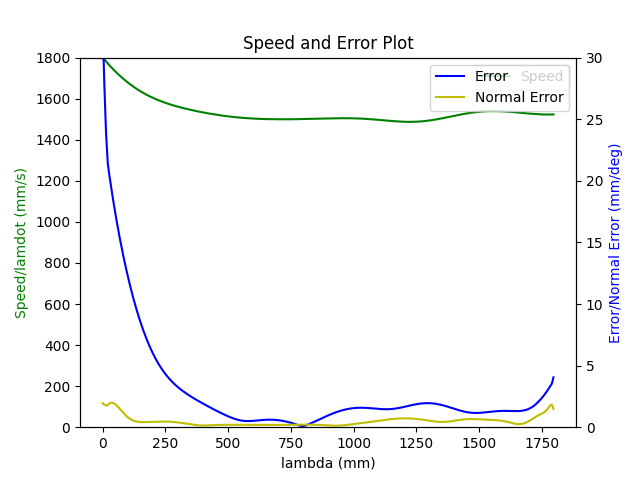 Speed and Error Plot
Speed/lamdot (mm/s)
1800
1600
1400
1200
1000
800
600
400
200
0
Error
Speed
Normal Error
30
25
20
15
10
5
0
Error/Normal Error (mm/deg)
0 250 500 750 1000 1250 1500 1750
lambda (mm)